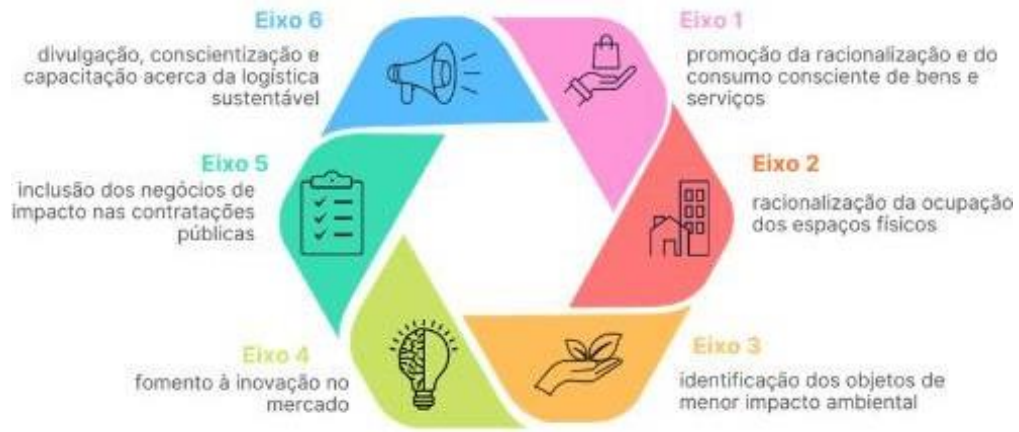 Eixo 1
promoção da racionalização e do
consumo consciente de bens e
serviços
Eixo 2
racionalização da ocupação
dos espaços físicos
Eixo 3
identificação dos objetos de
menor impacto ambiental
Eixo 4
fomento à inovação no
mercado
Eixo 5
inclusão dos negócios de
impacto nas contratações
públicas
Eixo 6
divulgação, conscientização e
capacitação acerca da logística
sustentável